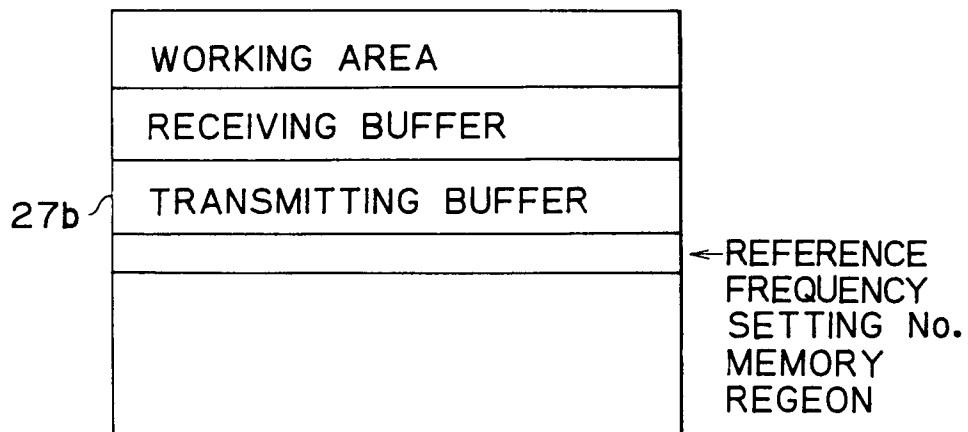 WORKING AREA
RECEIVING BUFFER
TRANSMITTING BUFFER
27b
REFERENCE
FREQUENCY
SETTING No.
MEMORY
REGEON